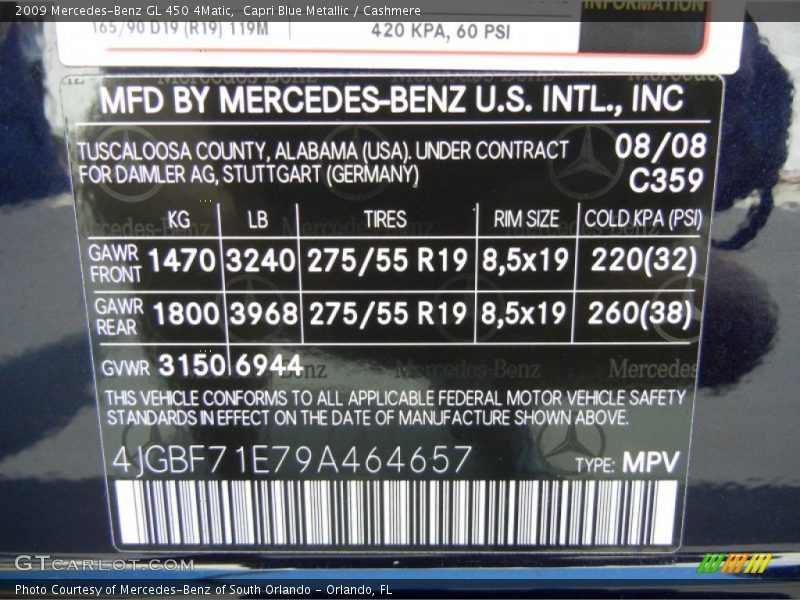 2009 Mercedes-Benz GL 450 4Matic, Capri Blue Metallic / Cashmere
INFORMATION
165/90 D19 (R19) 119M 420 KPA, 60 PSI
MFD BY MERCEDES-BENZ U.S. INTL., INC
TUSCALOOSA COUNTY, ALABAMA (USA). UNDER CONTRACT 08/08
FOR DAIMLER AG, STUTTGART (GERMANY) C359
KG LB TIRES RIM SIZE COLD KPA (PSI)
GAWR FRONT 1470 3240 275/55 R19 8,5x19 220(32)
GAWR REAR 1800 3968 275/55 R19 8,5x19 260(38)
GVWR 3150 6944
THIS VEHICLE CONFORMS TO ALL APPLICABLE FEDERAL MOTOR VEHICLE SAFETY
STANDARDS IN EFFECT ON THE DATE OF MANUFACTURE SHOWN ABOVE.
4JGBF71E79A464657 TYPE: MPV
GTCARLOT.COM
Photo Courtesy of Mercedes-Benz of South Orlando - Orlando, FL